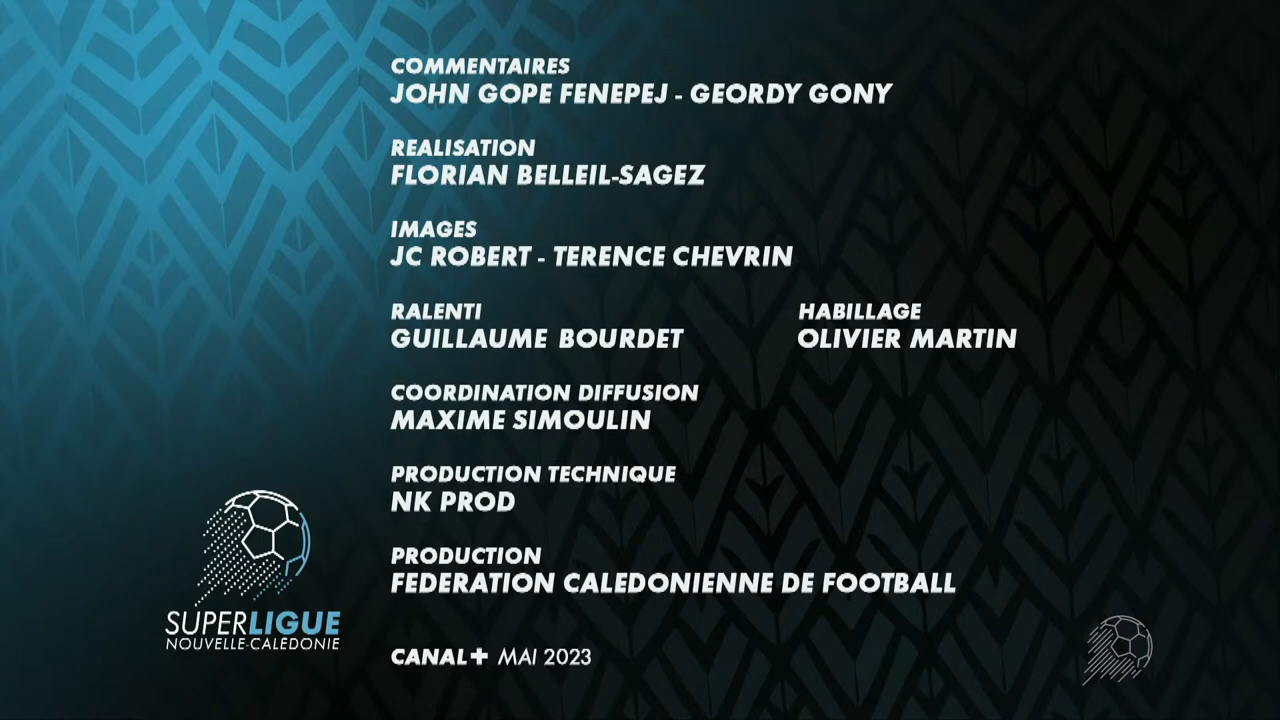 COMMENTAIRES
JOHN GOPE FENEPEJ - GEORDY GONY
REALISATION
FLORIAN BELLEIL-SAGEZ
IMAGES
JC ROBERT - TERENCE CHEVRIN
RALENTI
GUILLAUME BOURDET
HABILLAGE
OLIVIER MARTIN
COORDINATION DIFFUSION
MAXIME SIMOULIN
PRODUCTION TECHNIQUE
NK PROD
PRODUCTION
FEDERATION CALEDONIENNE DE FOOTBALL
CANAL+ MAI 2023
SUPERLIGUE
NOUVELLE-CALEDONIE